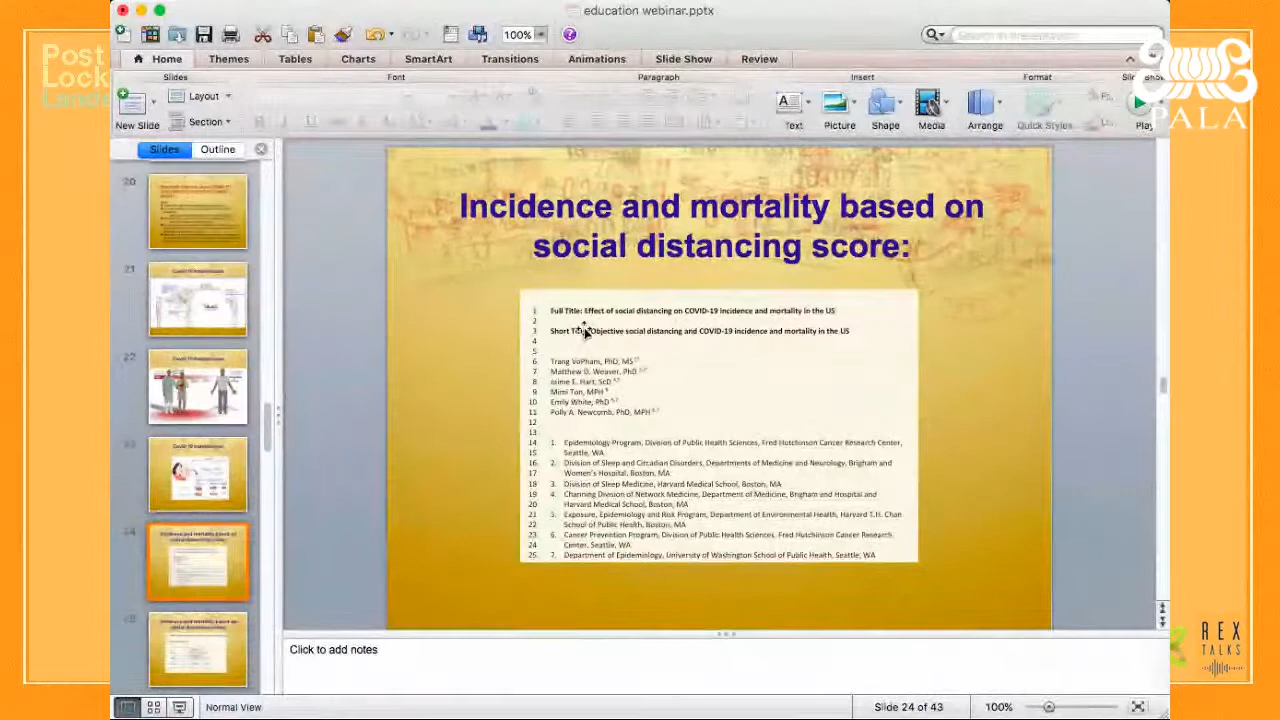 education webinar.pptx
100%
Search in Presentation
Home Themes Tables Charts SmartArt Transitions Animations Slide Show Review
Slides Font Paragraph Insert Format
New Slide
Layout
Section
Text Picture Shape Media Arrange Quick Styles Play
Slides Outline
20
21
22
23
24
25
Post
Lock
Lands
PALA
REX
TALKS
Incidence and mortality based on
social distancing score:
1 Full Title: Effect of social distancing on COVID-19 incidence and mortality in the US
2
3 Short Title: Objective social distancing and COVID-19 incidence and mortality in the US
4
5
6 Trang VoPham, PhD, MS
7 Matthew D. Weaver, PhD
8 Jaime E. Hart, ScD
9 Mimi Ton, MPH
10 Emily White, PhD
11 Polly A. Newcomb, PhD, MPH
12
13
14 1. Epidemiology Program, Division of Public Health Sciences, Fred Hutchinson Cancer Research Center,
15 Seattle, WA
16 2. Division of Sleep and Circadian Disorders, Departments of Medicine and Neurology, Brigham and
17 Women's Hospital, Boston, MA
18 3. Division of Sleep Medicine, Harvard Medical School, Boston, MA
19 4. Channing Division of Network Medicine, Department of Medicine, Brigham and Hospital and
20 Harvard Medical School, Boston, MA
21 5. Exposure, Epidemiology and Risk Program, Department of Environmental Health, Harvard T.H. Chan
22 School of Public Health, Boston, MA
23 6. Cancer Prevention Program, Division of Public Health Sciences, Fred Hutchinson Cancer Research
24 Center, Seattle, WA
25 7. Department of Epidemiology, University of Washington School of Public Health, Seattle, WA
Click to add notes
Normal View
Slide 24 of 43
100%